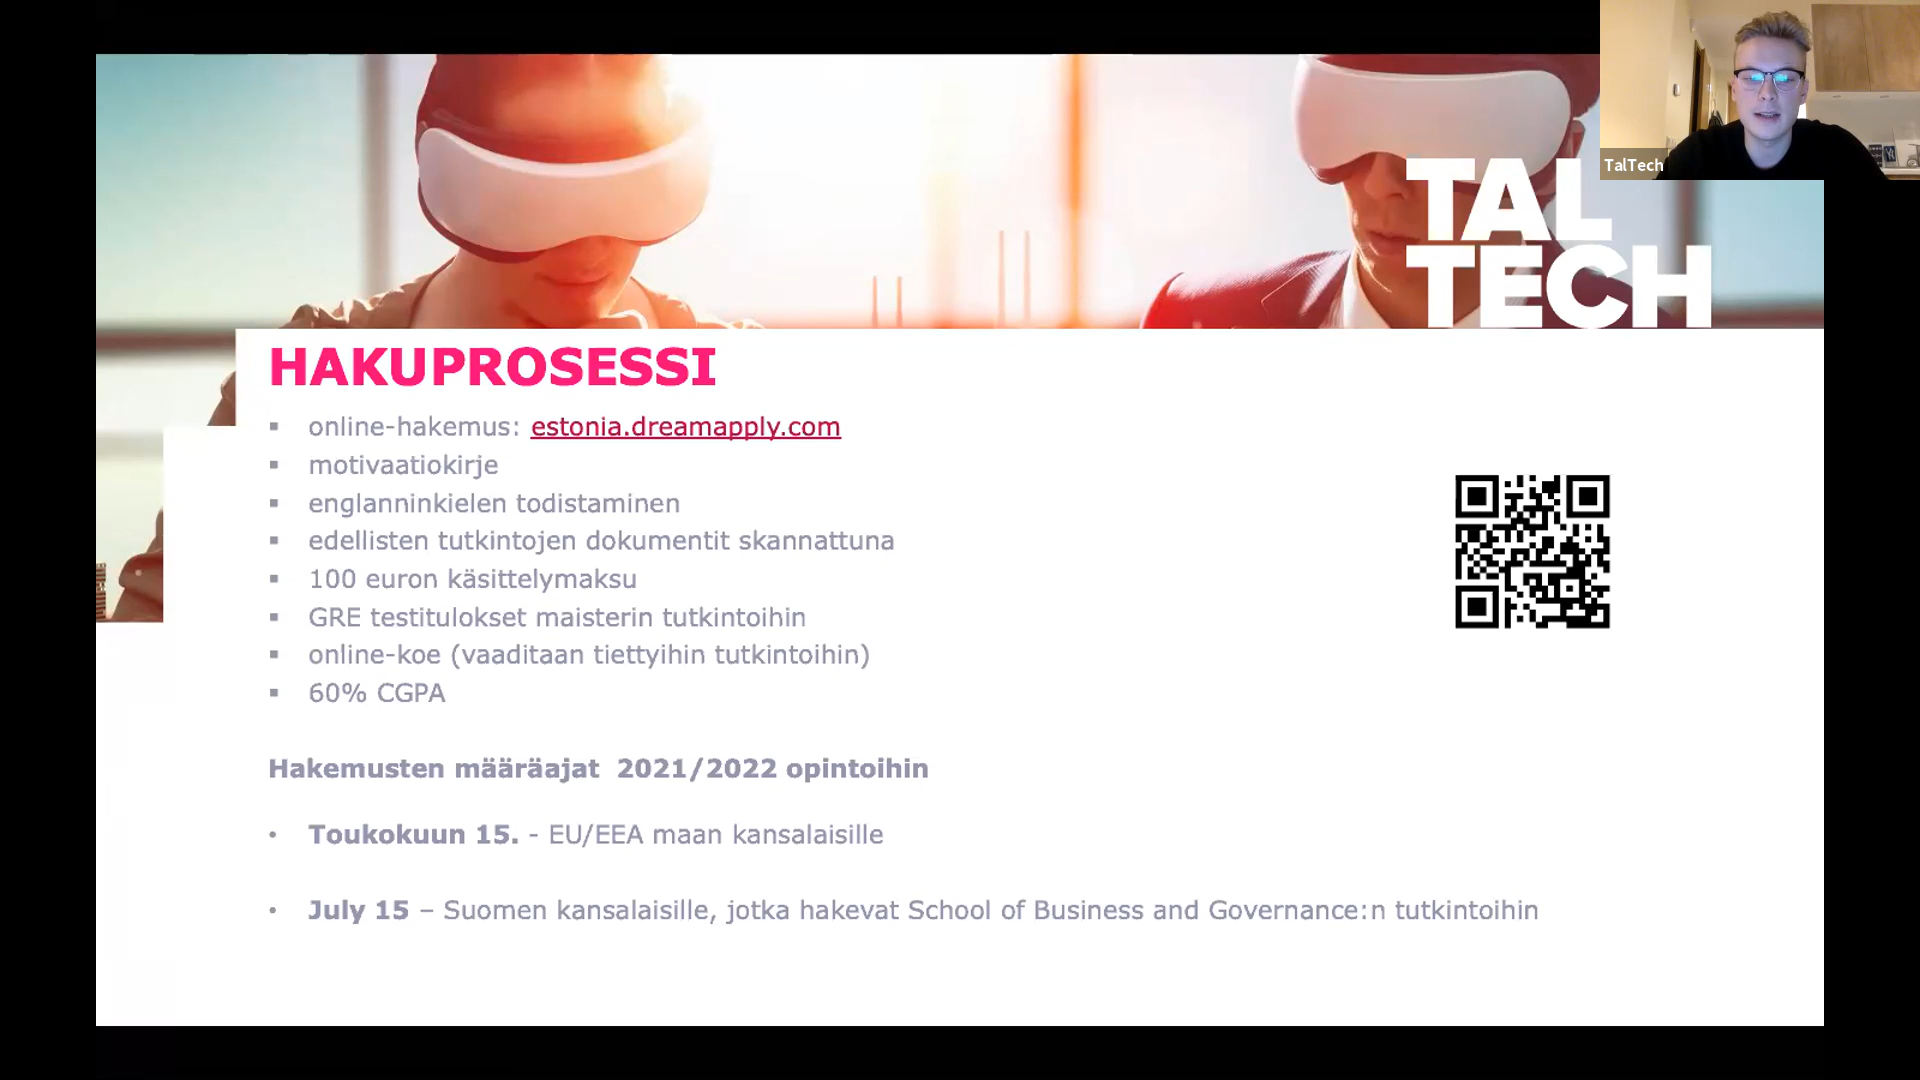 TalTech
TAL
TECH
HAKUPROSESSI
▪ online-hakemus: estonia.dreamapply.com
▪ motivaatiokirje
▪ englanninkielen todistaminen
▪ edellisten tutkintojen dokumentit skannattuna
▪ 100 euron käsittelymaksu
▪ GRE testitulokset maisterin tutkintoihin
▪ online-koe (vaaditaan tiettyihin tutkintoihin)
▪ 60% CGPA
Hakemusten määräajat 2021/2022 opintoihin
• Toukokuun 15. - EU/EEA maan kansalaisille
• July 15 – Suomen kansalaisille, jotka hakevat School of Business and Governance:n tutkintoihin